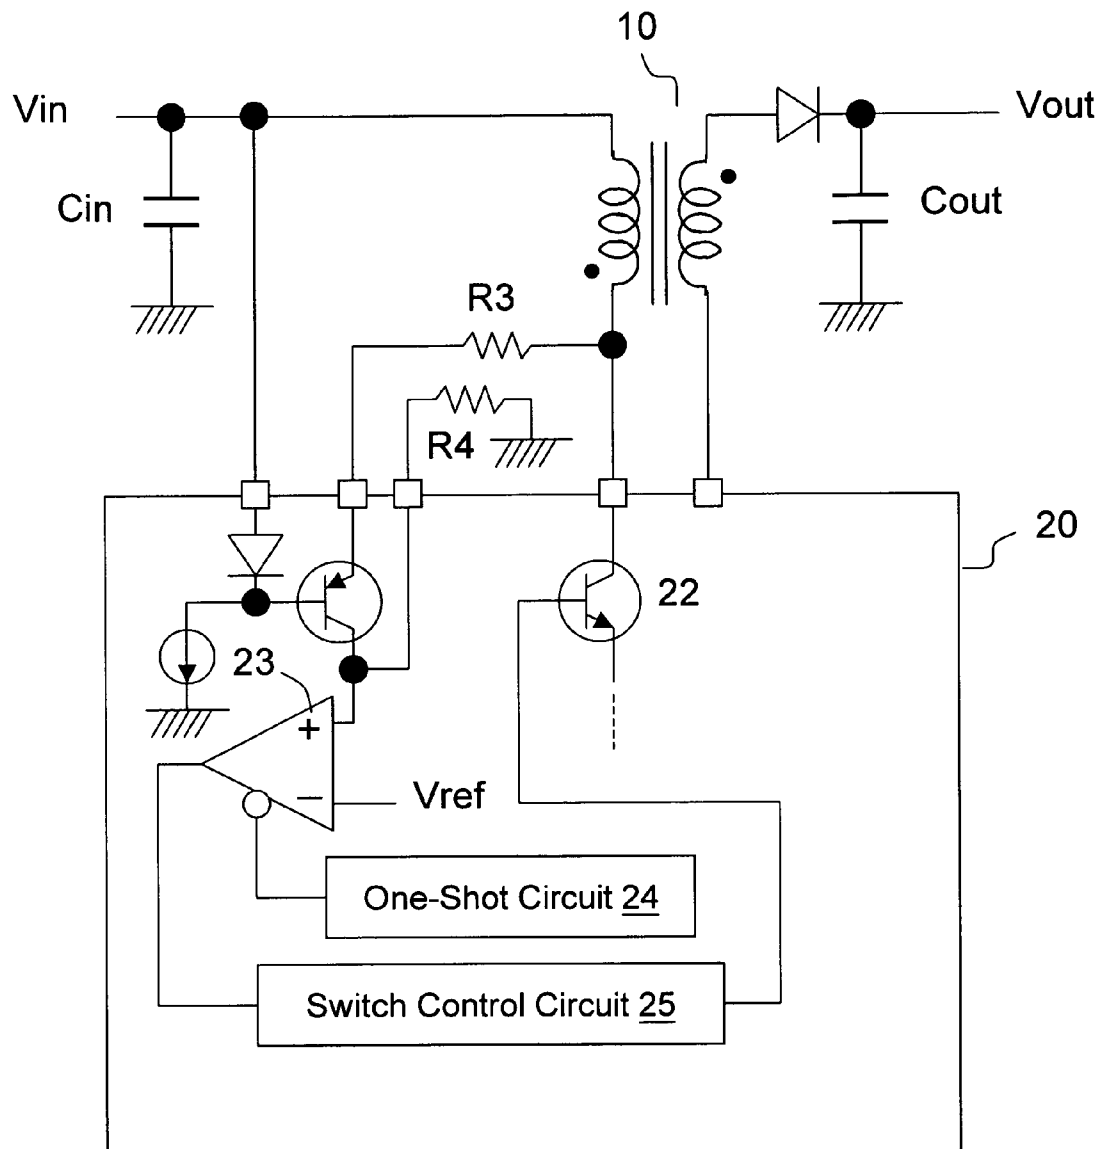 10
Vin
Vout
Cin
Cout
R3
R4
20
22
23
+
−
Vref
One-Shot Circuit 24
Switch Control Circuit 25